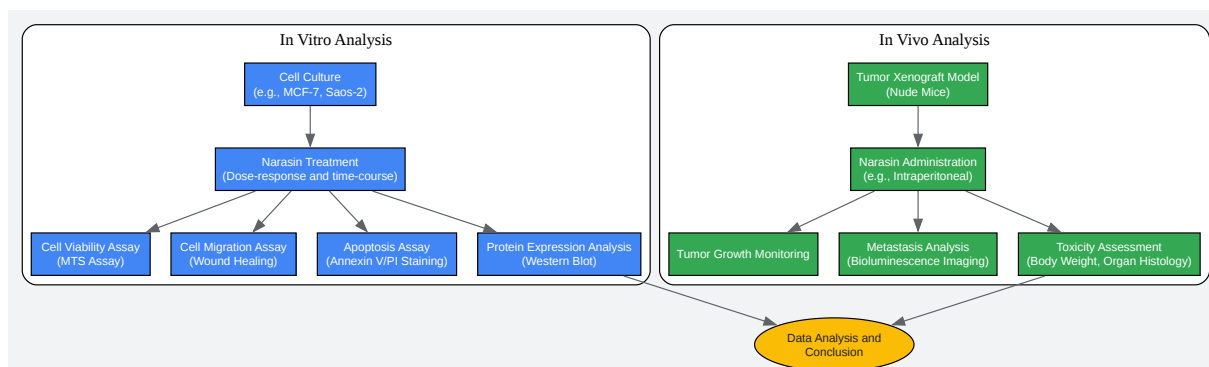 In Vitro Analysis
Cell Culture
(e.g., MCF-7, Saos-2)
Narasin Treatment
(Dose-response and time-course)
Cell Viability Assay
(MTS Assay)
Cell Migration Assay
(Wound Healing)
Apoptosis Assay
(Annexin V/PI Staining)
Protein Expression Analysis
(Western Blot)
In Vivo Analysis
Tumor Xenograft Model
(Nude Mice)
Narasin Administration
(e.g., Intraperitoneal)
Tumor Growth Monitoring
Metastasis Analysis
(Bioluminescence Imaging)
Toxicity Assessment
(Body Weight, Organ Histology)
Data Analysis and
Conclusion